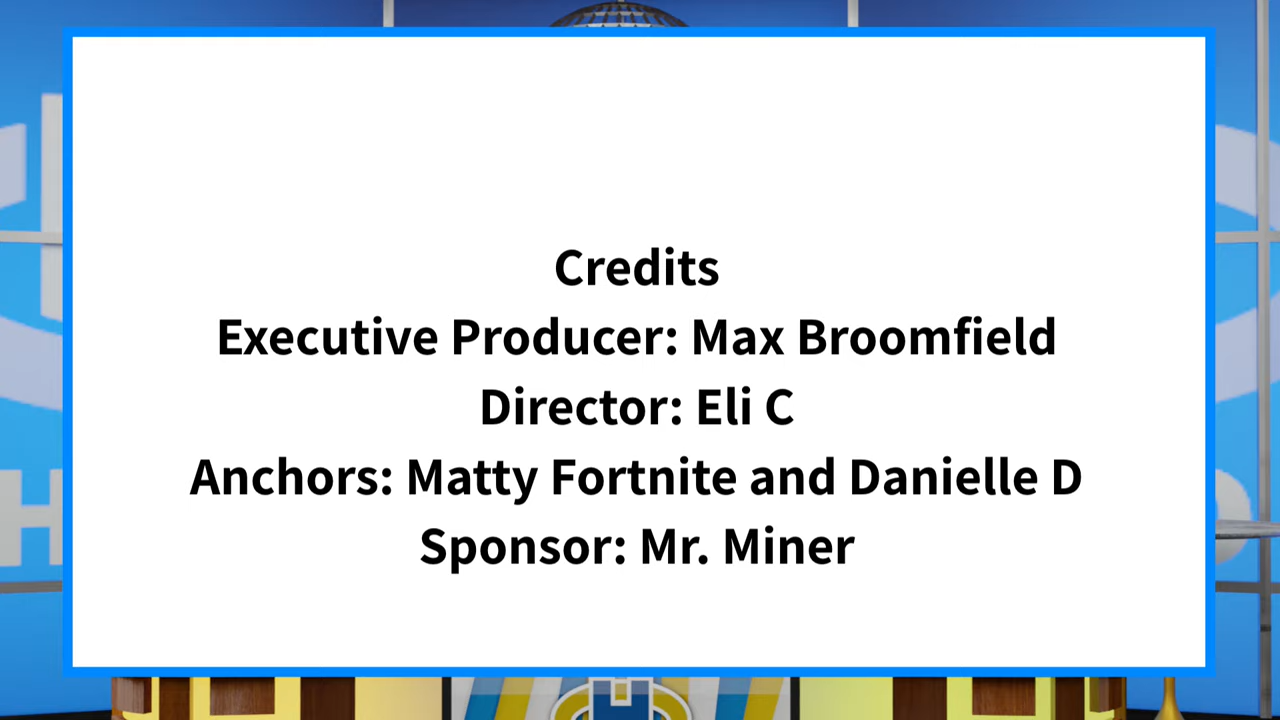 Credits
Executive Producer: Max Broomfield
Director: Eli C
Anchors: Matty Fortnite and Danielle D
Sponsor: Mr. Miner